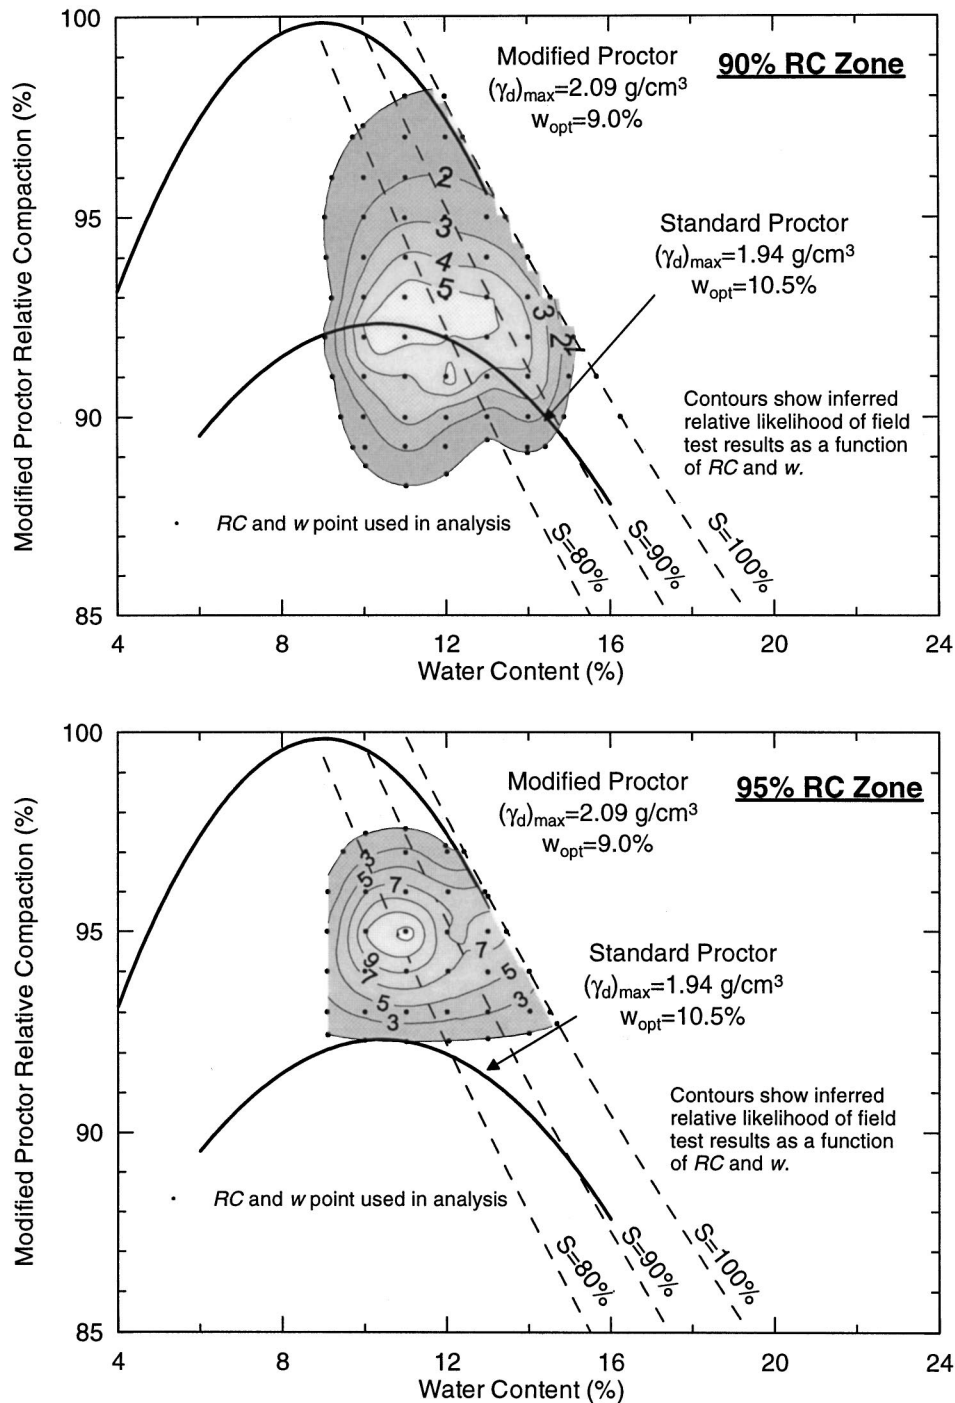 100
95
90
85
Modified Proctor Relative Compaction (%)
Modified Proctor
(γd)max=2.09 g/cm³
wopt=9.0%
90% RC Zone
Standard Proctor
(γd)max=1.94 g/cm³
wopt=10.5%
2
3
4
5
3
2
1
Contours show inferred
relative likelihood of field
test results as a function
of RC and w.
RC and w point used in analysis
S=80%
S=90%
S=100%
4
8
12
16
20
24
Water Content (%)
100
95
90
85
Modified Proctor Relative Compaction (%)
Modified Proctor
(γd)max=2.09 g/cm³
wopt=9.0%
95% RC Zone
3
5
7
9
7
5
3
7
5
3
Standard Proctor
(γd)max=1.94 g/cm³
wopt=10.5%
Contours show inferred
relative likelihood of field
test results as a function
of RC and w.
RC and w point used in analysis
S=80%
S=90%
S=100%
4
8
12
16
20
24
Water Content (%)